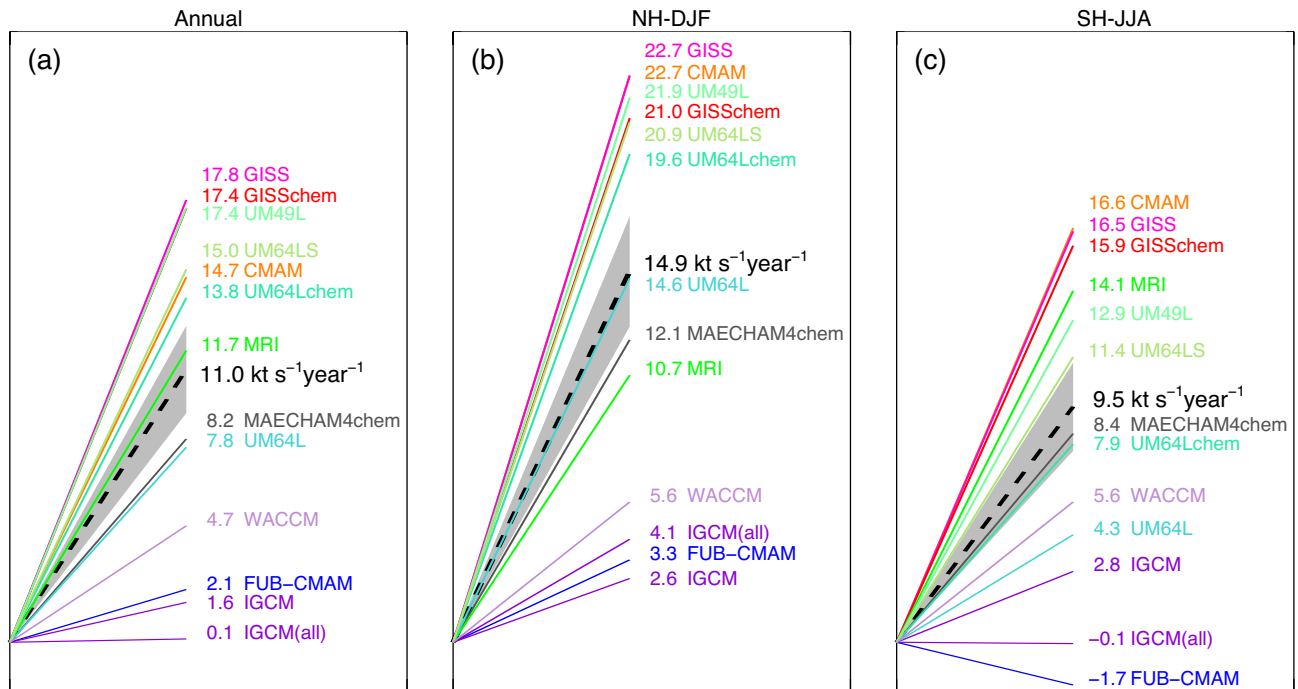 Annual
(a)
17.8 GISS
17.4 GISSchem
17.4 UM49L
15.0 UM64LS
14.7 CMAM
13.8 UM64Lchem
11.7 MRI
11.0 kt s⁻¹year⁻¹
8.2 MAECHAM4chem
7.8 UM64L
4.7 WACCM
2.1 FUB−CMAM
1.6 IGCM
0.1 IGCM(all)
NH-DJF
(b)
22.7 GISS
22.7 CMAM
21.9 UM49L
21.0 GISSchem
20.9 UM64LS
19.6 UM64Lchem
14.9 kt s⁻¹year⁻¹
14.6 UM64L
12.1 MAECHAM4chem
10.7 MRI
5.6 WACCM
4.1 IGCM(all)
3.3 FUB−CMAM
2.6 IGCM
SH-JJA
(c)
16.6 CMAM
16.5 GISS
15.9 GISSchem
14.1 MRI
12.9 UM49L
11.4 UM64LS
9.5 kt s⁻¹year⁻¹
8.4 MAECHAM4chem
7.9 UM64Lchem
5.6 WACCM
4.3 UM64L
2.8 IGCM
−0.1 IGCM(all)
−1.7 FUB−CMAM